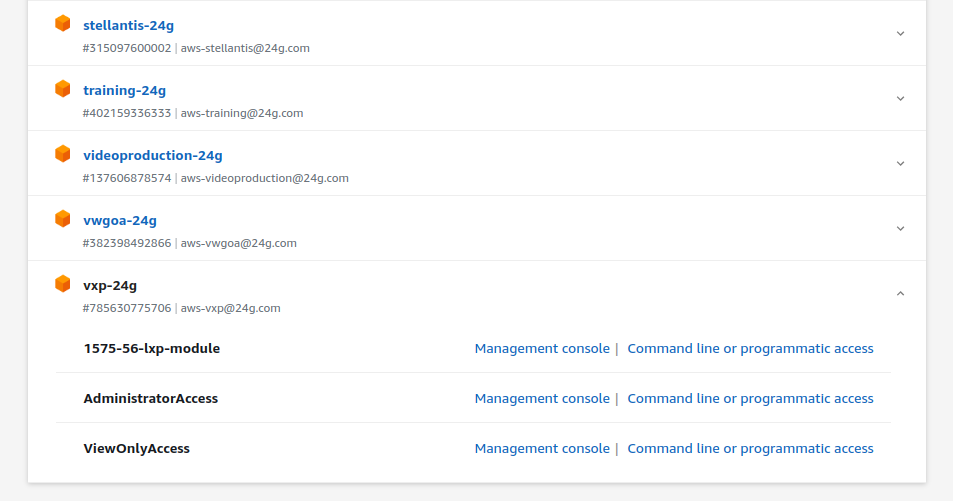 stellantis-24g
#315097600002 | aws-stellantis@24g.com
training-24g
#402159336333 | aws-training@24g.com
videoproduction-24g
#137606878574 | aws-videoproduction@24g.com
vwgoa-24g
#382398492866 | aws-vwgoa@24g.com
vxp-24g
#785630775706 | aws-vxp@24g.com
1575-56-lxp-module Management console | Command line or programmatic access
AdministratorAccess Management console | Command line or programmatic access
ViewOnlyAccess Management console | Command line or programmatic access